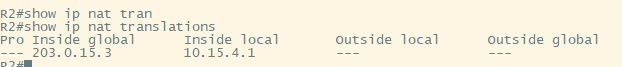 R2#show ip nat tran
R2#show ip nat translations
Pro Inside global      Inside local       Outside local      Outside global
--- 203.0.15.3         10.15.4.1          ---                ---
R2#